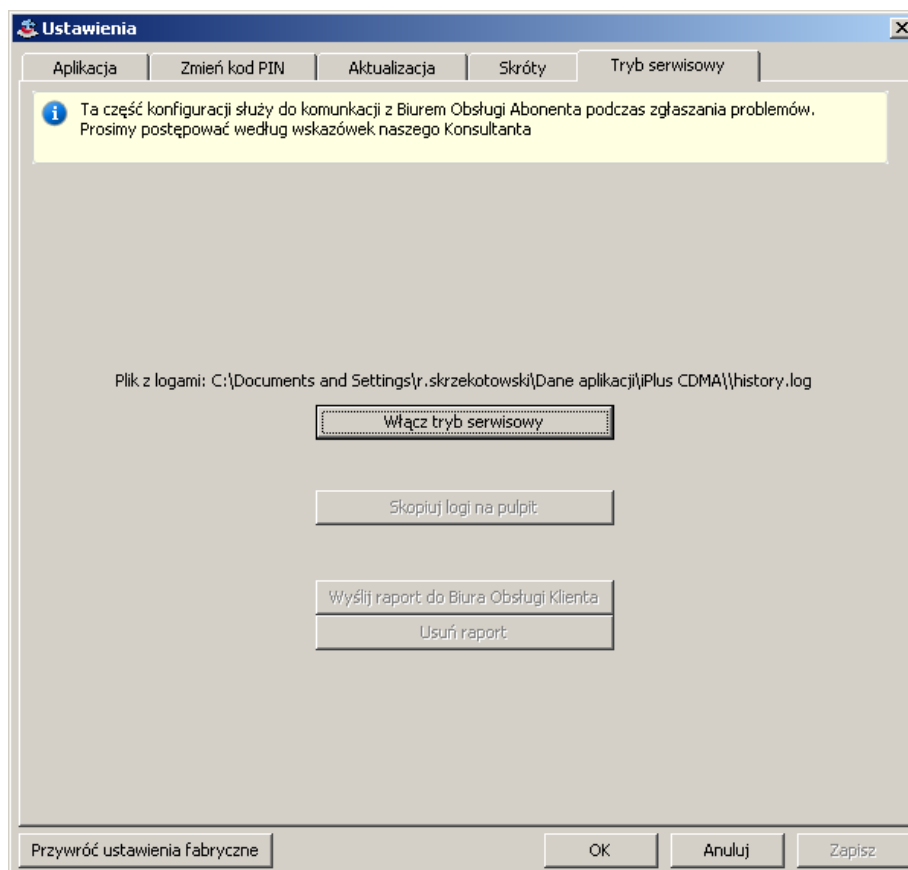 Ustawienia
Aplikacja Zmień kod PIN Aktualizacja Skróty Tryb serwisowy
Ta część konfiguracji służy do komunkacji z Biurem Obsługi Abonenta podczas zgłaszania problemów.
Prosimy postępować według wskazówek naszego Konsultanta
Plik z logami: C:\Documents and Settings\r.skrzekotowski\Dane aplikacji\iPlus CDMA\\history.log
Włącz tryb serwisowy
Skopiuj logi na pulpit
Wyślij raport do Biura Obsługi Klienta
Usuń raport
Przywróć ustawienia fabryczne OK Anuluj Zapisz